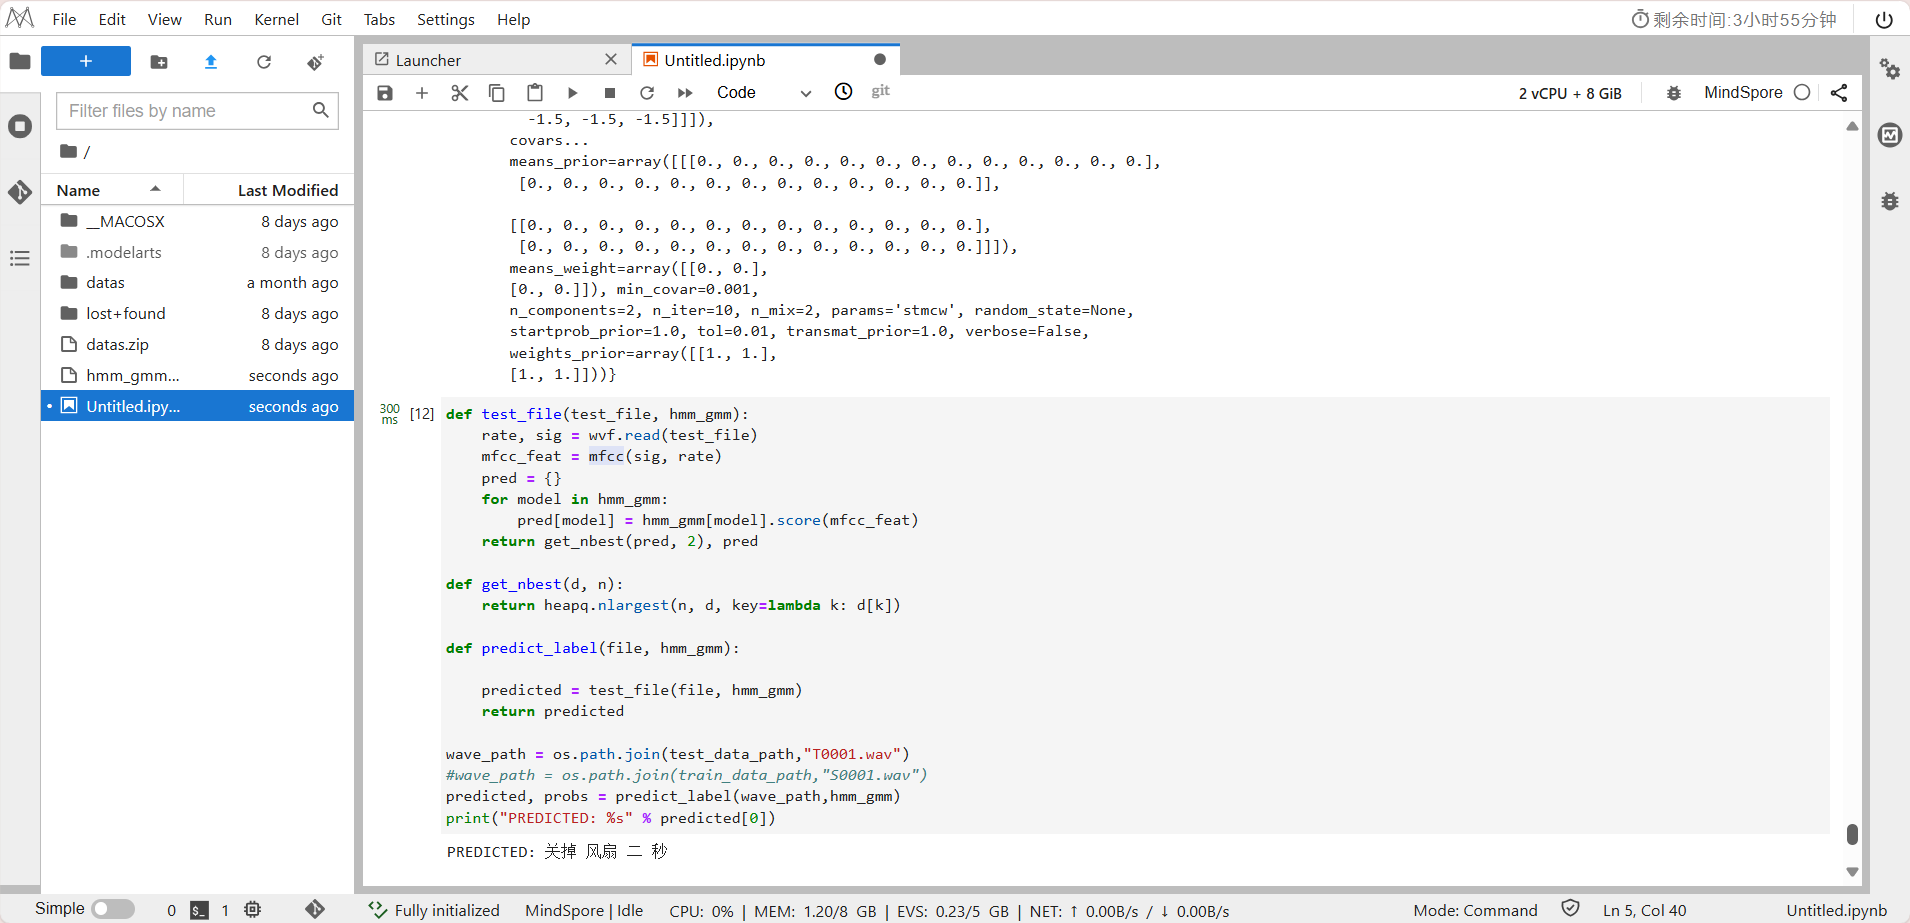 File Edit View Run Kernel Git Tabs Settings Help
剩余时间:3小时55分钟
+
Filter files by name
/
Name Last Modified
__MACOSX 8 days ago
.modelarts 8 days ago
datas a month ago
lost+found 8 days ago
datas.zip 8 days ago
hmm_gmm... seconds ago
Untitled.ipy... seconds ago
Launcher
Untitled.ipynb
Code
git
2 vCPU + 8 GiB
MindSpore
-1.5, -1.5, -1.5]]]),
covars...
means_prior=array([[[0., 0., 0., 0., 0., 0., 0., 0., 0., 0., 0., 0., 0.],
[0., 0., 0., 0., 0., 0., 0., 0., 0., 0., 0., 0., 0.]],
[[0., 0., 0., 0., 0., 0., 0., 0., 0., 0., 0., 0., 0.],
[0., 0., 0., 0., 0., 0., 0., 0., 0., 0., 0., 0., 0.]]]),
means_weight=array([[0., 0.],
[0., 0.]]), min_covar=0.001,
n_components=2, n_iter=10, n_mix=2, params='stmcw', random_state=None,
startprob_prior=1.0, tol=0.01, transmat_prior=1.0, verbose=False,
weights_prior=array([[1., 1.],
[1., 1.]]))}
300 ms
[12]
def test_file(test_file, hmm_gmm):
rate, sig = wvf.read(test_file)
mfcc_feat = mfcc(sig, rate)
pred = {}
for model in hmm_gmm:
pred[model] = hmm_gmm[model].score(mfcc_feat)
return get_nbest(pred, 2), pred
def get_nbest(d, n):
return heapq.nlargest(n, d, key=lambda k: d[k])
def predict_label(file, hmm_gmm):
predicted = test_file(file, hmm_gmm)
return predicted
wave_path = os.path.join(test_data_path,"T0001.wav")
#wave_path = os.path.join(train_data_path,"S0001.wav")
predicted, probs = predict_label(wave_path,hmm_gmm)
print("PREDICTED: %s" % predicted[0])
PREDICTED: 关掉 风扇 二 秒
Simple 0 $_ 1 Fully initialized MindSpore | Idle CPU: 0% | MEM: 1.20/8 GB | EVS: 0.23/5 GB | NET: ↑ 0.00B/s / ↓ 0.00B/s Mode: Command Ln 5, Col 40 Untitled.ipynb